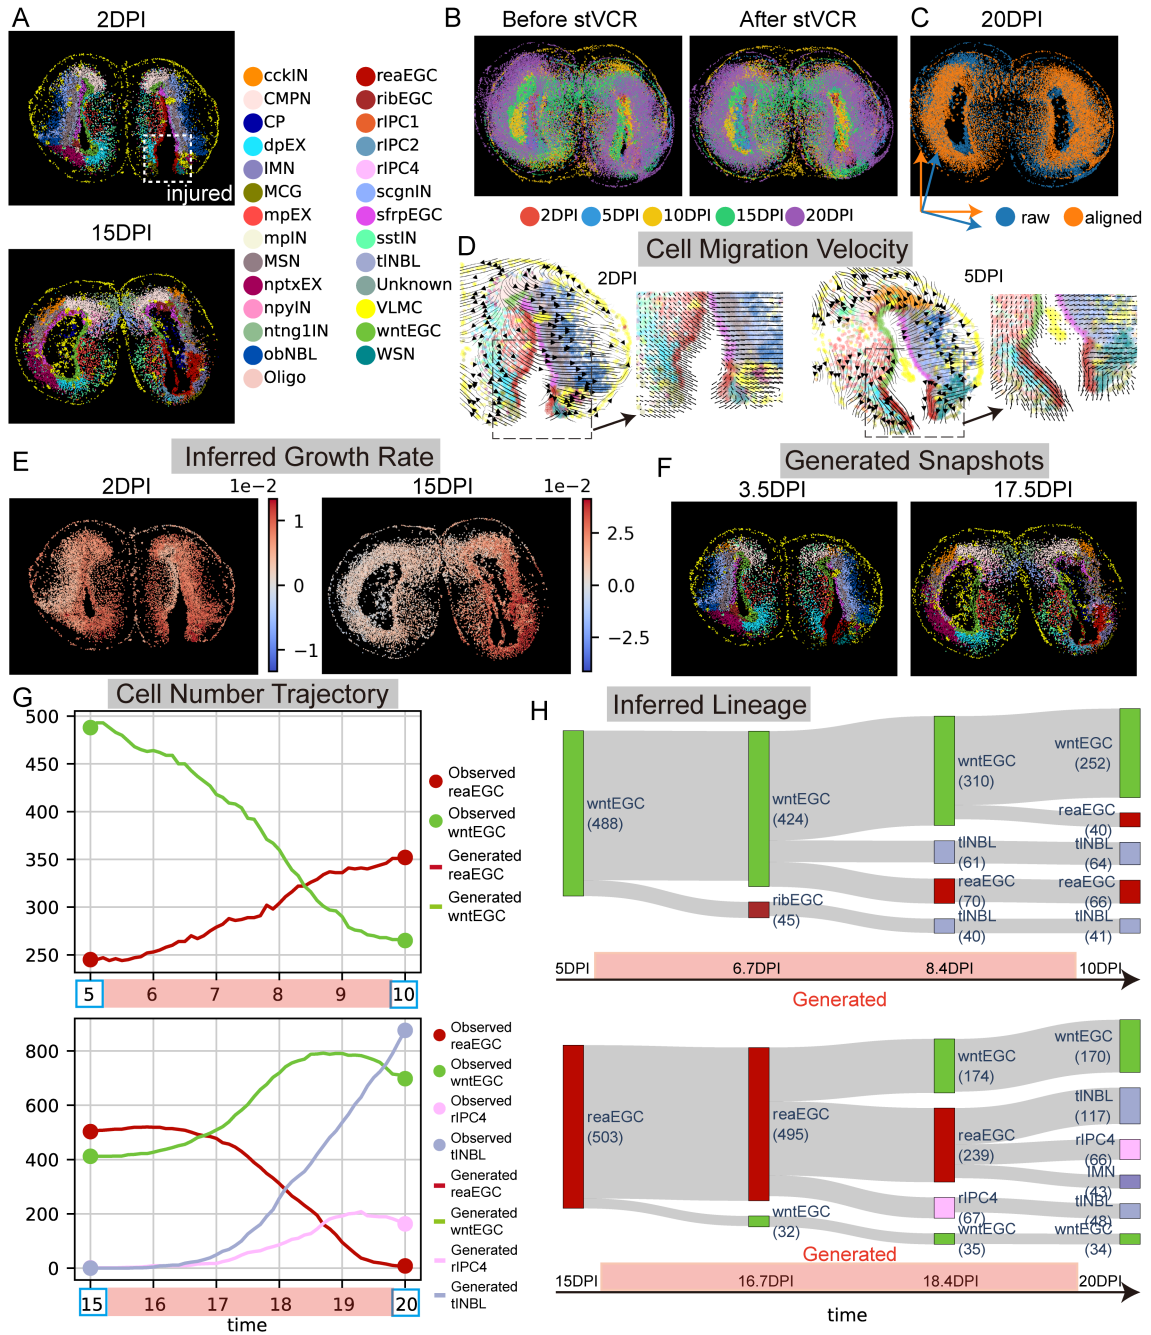 A
2DPI
injured
15DPI
cckIN
CMPN
CP
dpEX
IMN
MCG
mpEX
mpIN
MSN
nptxEX
npyIN
ntng1IN
obNBL
Oligo
reaEGC
ribEGC
rIPC1
rIPC2
rIPC4
scgnIN
sfrpEGC
sstIN
tlNBL
Unknown
VLMC
wntEGC
WSN
B
Before stVCR
After stVCR
2DPI
5DPI
10DPI
15DPI
20DPI
C
20DPI
raw
aligned
D
Cell Migration Velocity
2DPI
5DPI
E
Inferred Growth Rate
2DPI
1e−2
1
0
−1
15DPI
1e−2
2.5
0.0
−2.5
F
Generated Snapshots
3.5DPI
17.5DPI
G
Cell Number Trajectory
500
450
400
350
300
250
5
6
7
8
9
10
Observed
reaEGC
Observed
wntEGC
Generated
reaEGC
Generated
wntEGC
800
600
400
200
0
15
16
17
18
19
20
time
Observed
reaEGC
Observed
wntEGC
Observed
rIPC4
Observed
tlNBL
Generated
reaEGC
Generated
wntEGC
Generated
rIPC4
Generated
tlNBL
H
Inferred Lineage
wntEGC
(488)
wntEGC
(424)
ribEGC
(45)
wntEGC
(310)
tlNBL
(61)
reaEGC
(70)
tlNBL
(40)
wntEGC
(252)
reaEGC
(40)
tlNBL
(64)
reaEGC
(66)
tlNBL
(41)
5DPI
6.7DPI
8.4DPI
10DPI
Generated
reaEGC
(503)
reaEGC
(495)
wntEGC
(32)
wntEGC
(174)
reaEGC
(239)
rIPC4
(67)
wntEGC
(35)
wntEGC
(170)
tlNBL
(117)
rIPC4
(66)
IMN
(43)
tlNBL
(48)
wntEGC
(34)
Generated
15DPI
16.7DPI
18.4DPI
20DPI
time